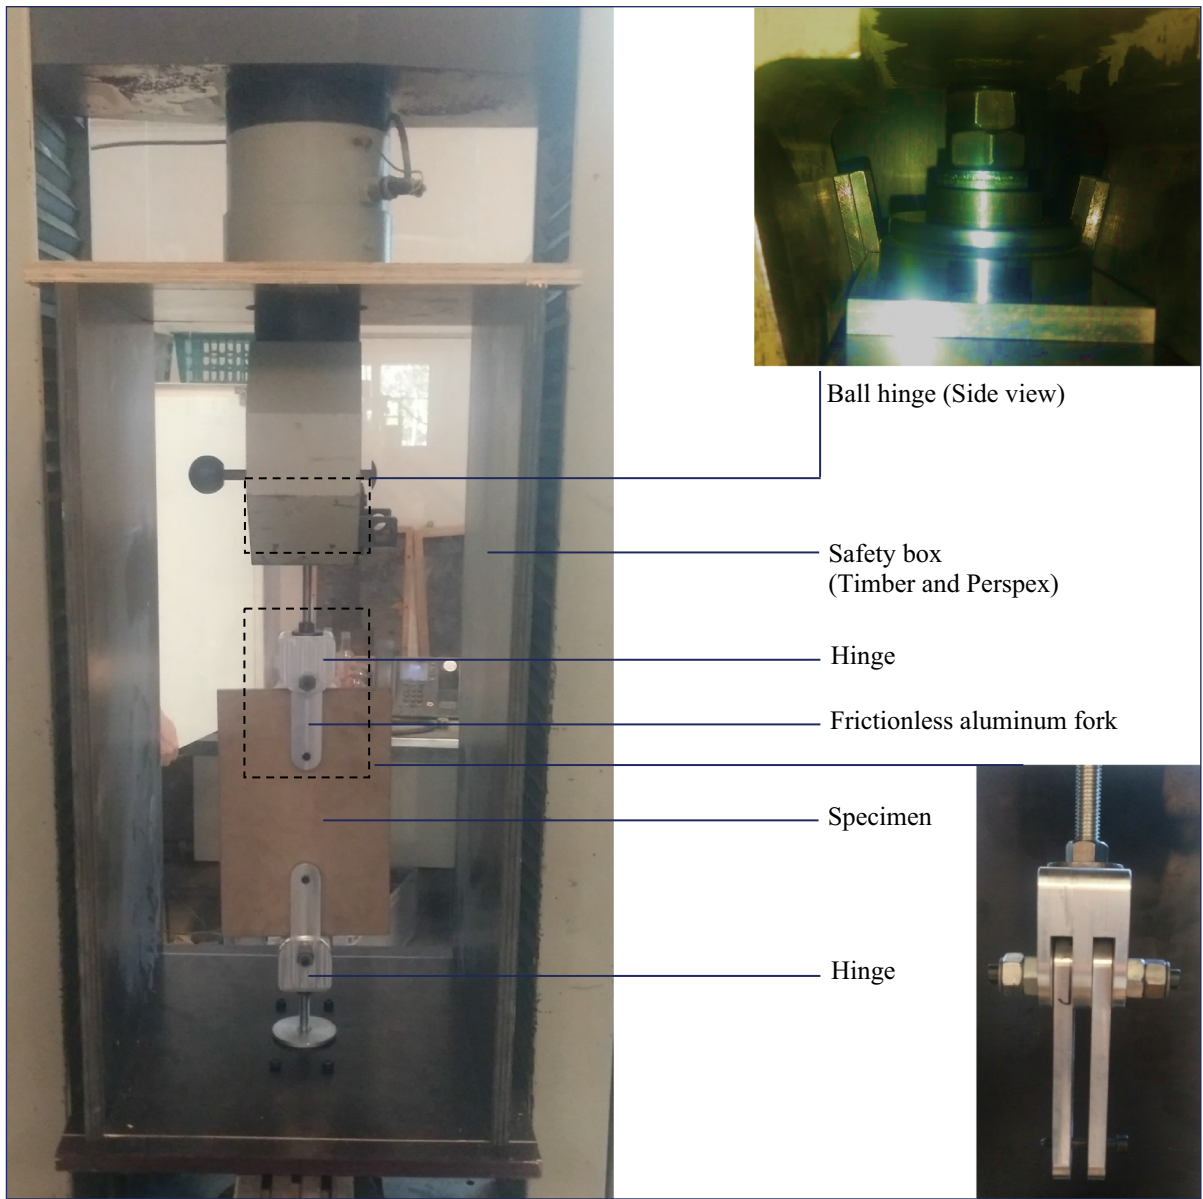 Ball hinge (Side view)
Safety box
(Timber and Perspex)
Hinge
Frictionless aluminum fork
Specimen
Hinge